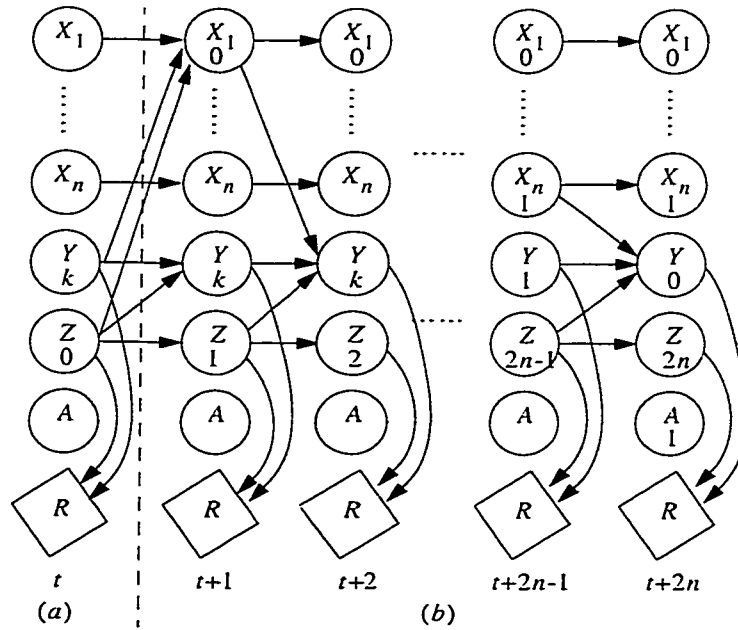 X1 X1 X1 X1 X1
0 0 0 0
Xn Xn Xn Xn Xn
1 1
Y Y Y Y Y
k k k 1 0
Z Z Z Z Z
0 1 2 2n-1 2n
A A A A A
1
R R R R R
t t+1 t+2 t+2n-1 t+2n
(a) (b)